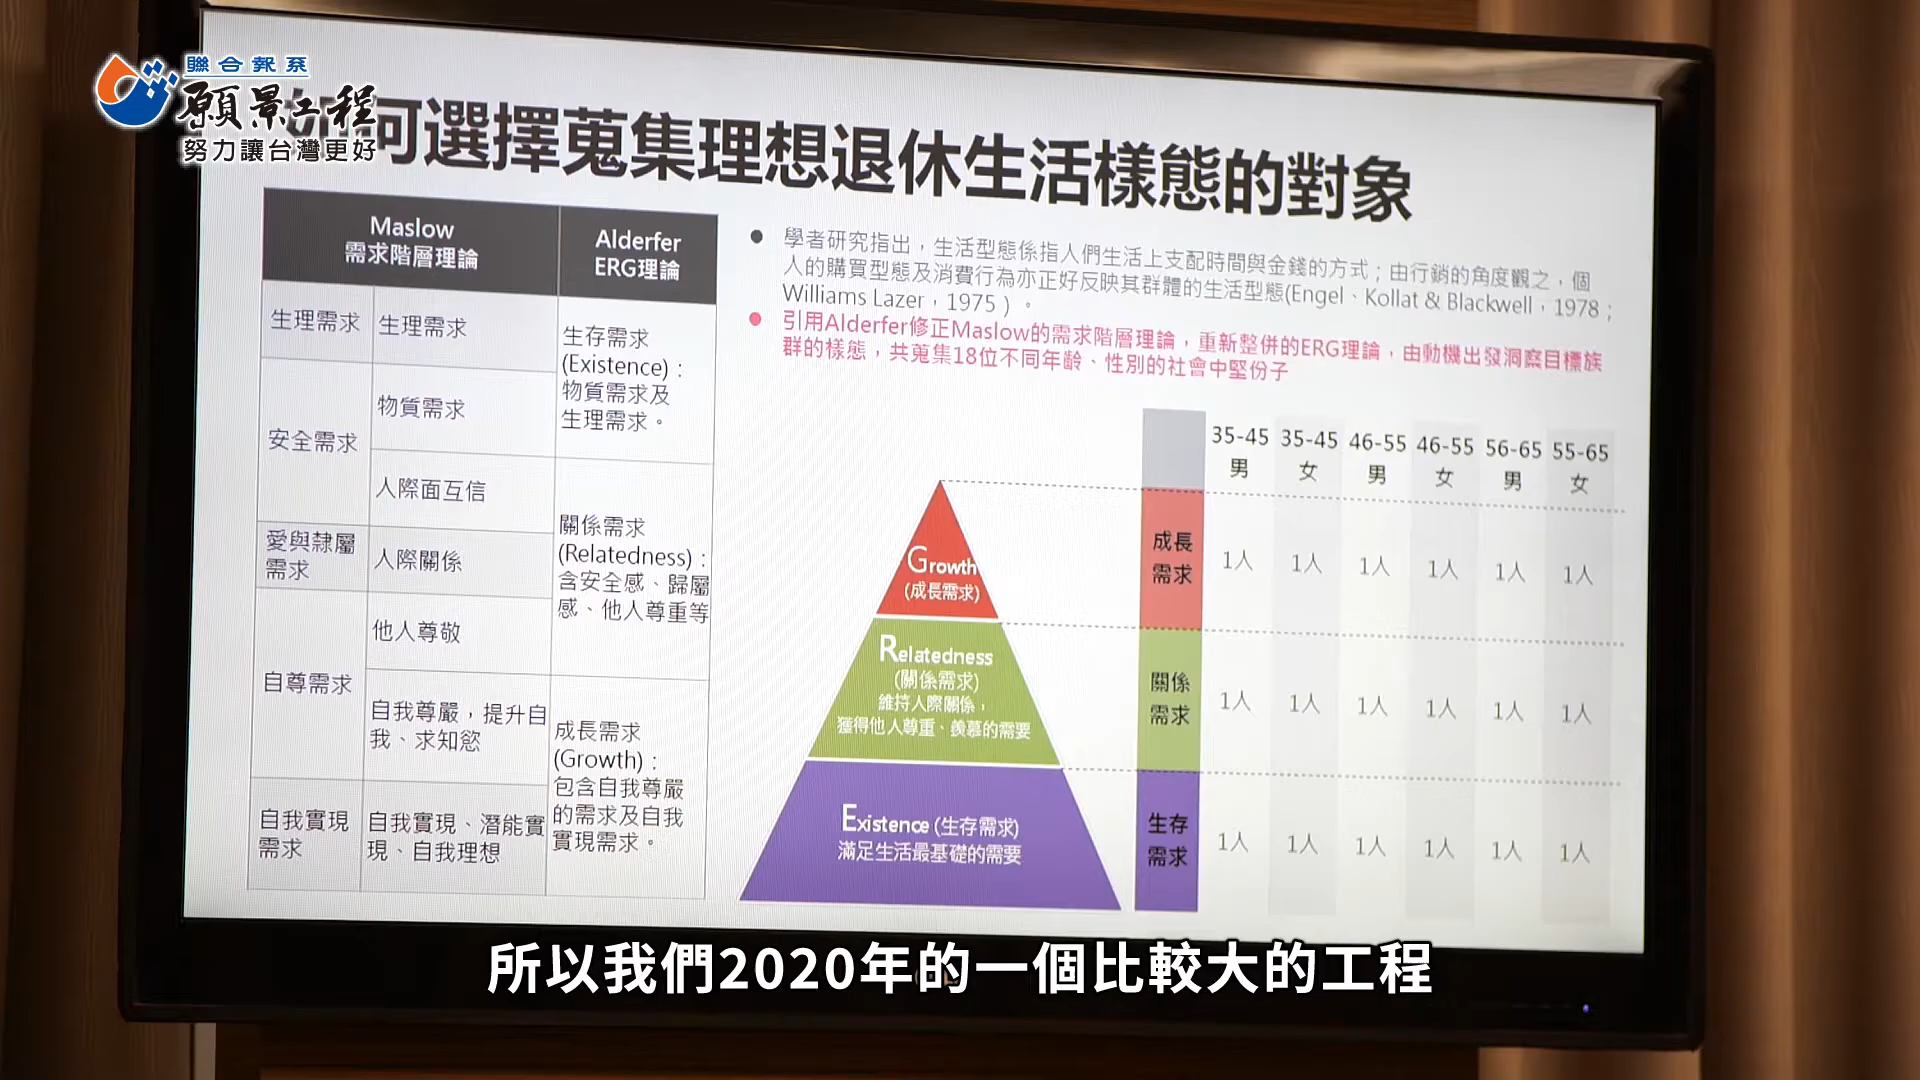 聯合報系
願景工程
努力讓台灣更好
如何選擇蒐集理想退休生活樣態的對象
Maslow
需求階層理論
Alderfer
ERG理論
生理需求
生理需求
生存需求
(Existence)：
物質需求及
生理需求。
安全需求
物質需求
人際面互信
關係需求
(Relatedness)：
含安全感、歸屬
感、他人尊重等
愛與隸屬
需求
人際關係
自尊需求
他人尊敬
自我尊嚴，提升自
我、求知慾
成長需求
(Growth)：
包含自我尊嚴
的需求及自我
實現需求。
自我實現
需求
自我實現、潛能實
現、自我理想
學者研究指出，生活型態係指人們生活上支配時間與金錢的方式；由行銷的角度觀之，個
人的購買型態及消費行為亦正好反映其群體的生活型態(Engel、Kollat & Blackwell，1978；
Williams Lazer，1975）。
引用Alderfer修正Maslow的需求階層理論，重新整併的ERG理論，由動機出發洞察目標族
群的樣態，共蒐集18位不同年齡、性別的社會中堅份子
Growth
(成長需求)
Relatedness
(關係需求)
維持人際關係，
獲得他人尊重、羨慕的需要
Existence (生存需求)
滿足生活最基礎的需要
35-45 35-45 46-55 46-55 56-65 55-65
男 女 男 女 男 女
成長
需求
1人 1人 1人 1人 1人 1人
關係
需求
1人 1人 1人 1人 1人 1人
生存
需求
1人 1人 1人 1人 1人 1人
所以我們2020年的一個比較大的工程